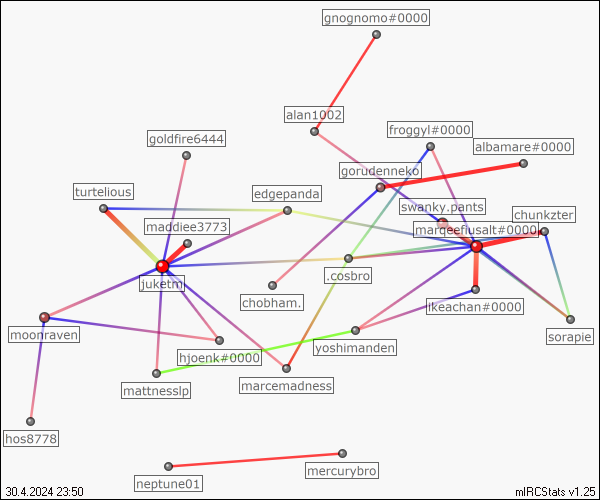 gnognomo#0000
alan1002
froggyl#0000
goldfire6444
albamare#0000
gorudenneko
turtelious
edgepanda
swanky.pants
chunkzter
maddiee3773
marqeefiusalt#0000
juketm
.cosbro
chobham.
ikeachan#0000
moonraven
sorapie
yoshimanden
hjoenk#0000
mattnesslp
marcemadness
hos8778
mercurybro
neptune01
30.4.2024 23:50
mIRCStats v1.25